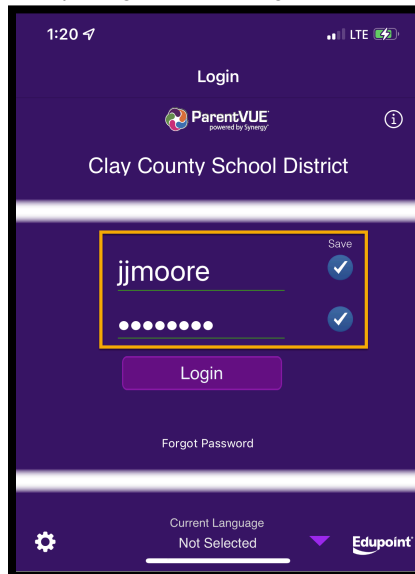 1:20 LTE
Login
ParentVUE
powered by Synergy
Clay County School District
Save
jjmoore
••••••••
Login
Forgot Password
Current Language
Not Selected
Edupoint